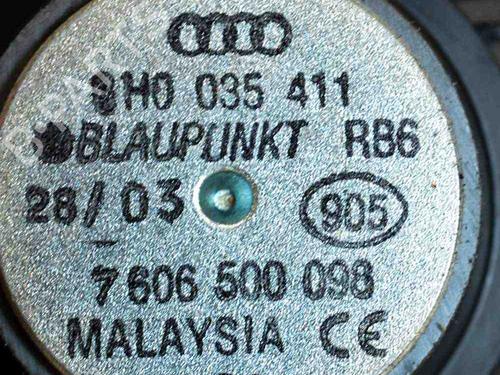 8H0 035 411
BLAUPUNKT RB6
28/03 905
7 606 500 098
MALAYSIA CE